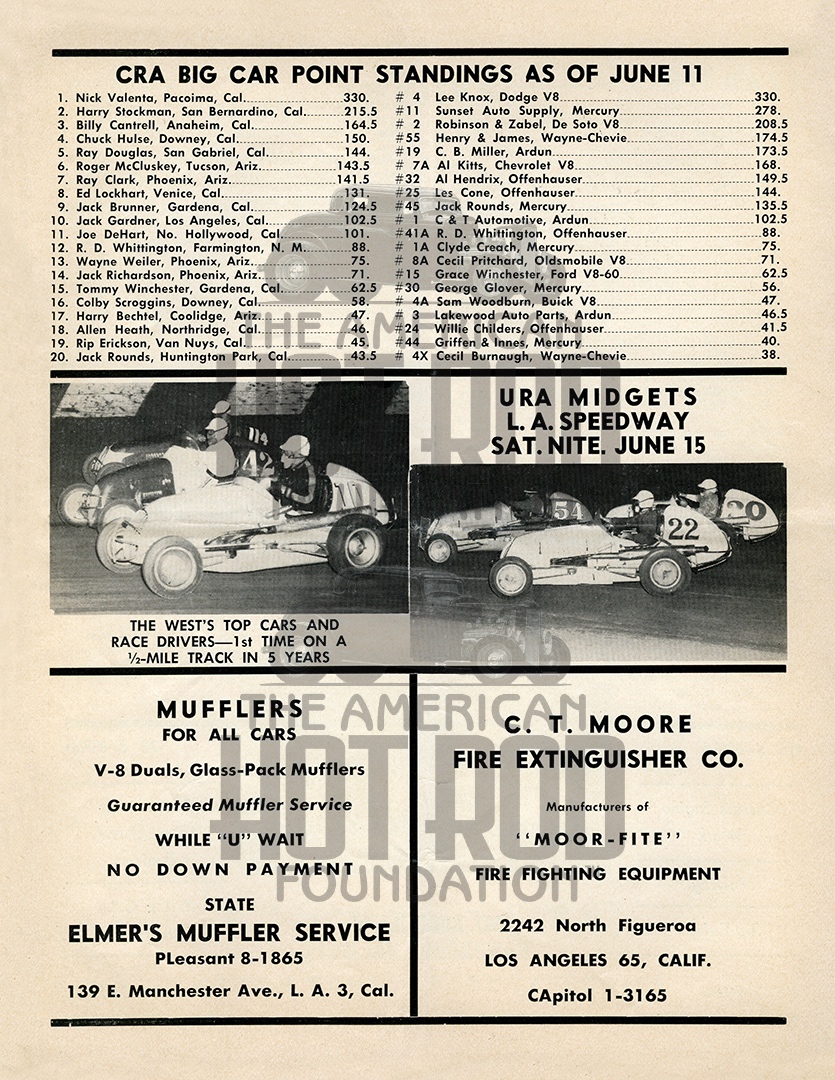 CRA BIG CAR POINT STANDINGS AS OF JUNE 11
1. Nick Valenta, Pacoima, Cal. 330.
2. Harry Stockman, San Bernardino, Cal. 215.5
3. Billy Cantrell, Anaheim, Cal. 164.5
4. Chuck Hulse, Downey, Cal. 150.
5. Ray Douglas, San Gabriel, Cal. 144.
6. Roger McCluskey, Tucson, Ariz. 143.5
7. Ray Clark, Phoenix, Ariz. 141.5
8. Ed Lockhart, Venice, Cal. 131.
9. Jack Brunner, Gardena, Cal. 124.5
10. Jack Gardner, Los Angeles, Cal. 102.5
11. Joe DeHart, No. Hollywood, Cal. 101.
12. R. D. Whittington, Farmington, N. M. 88.
13. Wayne Weiler, Phoenix, Ariz. 75.
14. Jack Richardson, Phoenix, Ariz. 71.
15. Tommy Winchester, Gardena, Cal. 62.5
16. Colby Scroggins, Downey, Cal. 58.
17. Harry Bechtel, Coolidge, Ariz. 47.
18. Allen Heath, Northridge, Cal. 46.
19. Rip Erickson, Van Nuys, Cal. 45.
20. Jack Rounds, Huntington Park, Cal. 43.5
# 4 Lee Knox, Dodge V8 330.
#11 Sunset Auto Supply, Mercury 278.
# 2 Robinson & Zabel, De Soto V8 208.5
#55 Henry & James, Wayne-Chevie 174.5
#19 C. B. Miller, Ardun 173.5
# 7A Al Kitts, Chevrolet V8 168.
#32 Al Hendrix, Offenhauser 149.5
#25 Les Cone, Offenhauser 144.
#45 Jack Rounds, Mercury 135.5
# 1 C & T Automotive, Ardun 102.5
#41A R. D. Whittington, Offenhauser 88.
# 1A Clyde Creach, Mercury 75.
# 8A Cecil Pritchard, Oldsmobile V8 71.
#15 Grace Winchester, Ford V8-60 62.5
#30 George Glover, Mercury 56.
# 4A Sam Woodburn, Buick V8 47.
# 3 Lakewood Auto Parts, Ardun 46.5
#24 Willie Childers, Offenhauser 41.5
#44 Griffen & Innes, Mercury 40.
# 4X Cecil Burnaugh, Wayne-Chevie 38.
THE AMERICAN
HOT ROD
FOUNDATION
URA MIDGETS
L. A. SPEEDWAY
SAT. NITE. JUNE 15
114
42
11
54
22
20
THE WEST'S TOP CARS AND
RACE DRIVERS—1st TIME ON A
½-MILE TRACK IN 5 YEARS
MUFFLERS
FOR ALL CARS
V-8 Duals, Glass-Pack Mufflers
Guaranteed Muffler Service
WHILE "U" WAIT
NO DOWN PAYMENT
STATE
ELMER'S MUFFLER SERVICE
PLeasant 8-1865
139 E. Manchester Ave., L. A. 3, Cal.
C. T. MOORE
FIRE EXTINGUISHER CO.
Manufacturers of
"MOOR-FITE"
FIRE FIGHTING EQUIPMENT
2242 North Figueroa
LOS ANGELES 65, CALIF.
CApitol 1-3165
THE AMERICAN
HOT ROD
FOUNDATION™